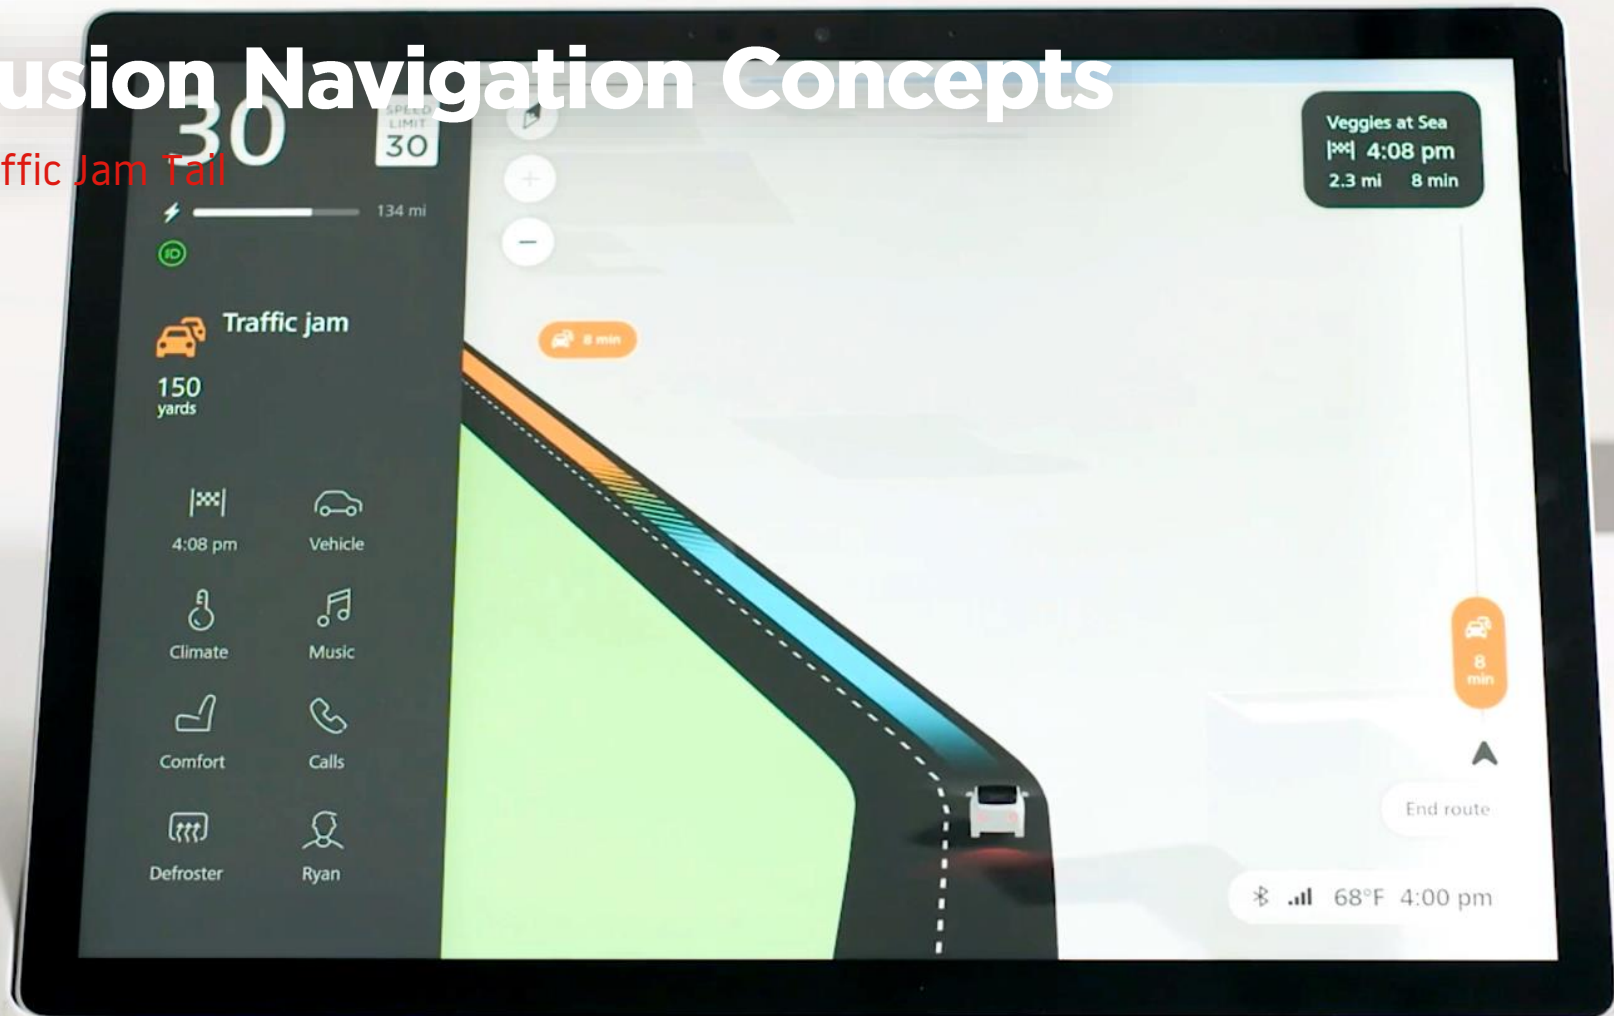 usion Navigation Concepts
ffic Jam Tail
30
SPEED
LIMIT
30
134 mi
Traffic jam
150
yards
4:08 pm
Vehicle
Climate
Music
Comfort
Calls
Defroster
Ryan
8 min
Veggies at Sea
4:08 pm
2.3 mi 8 min
8
min
End route
68°F 4:00 pm